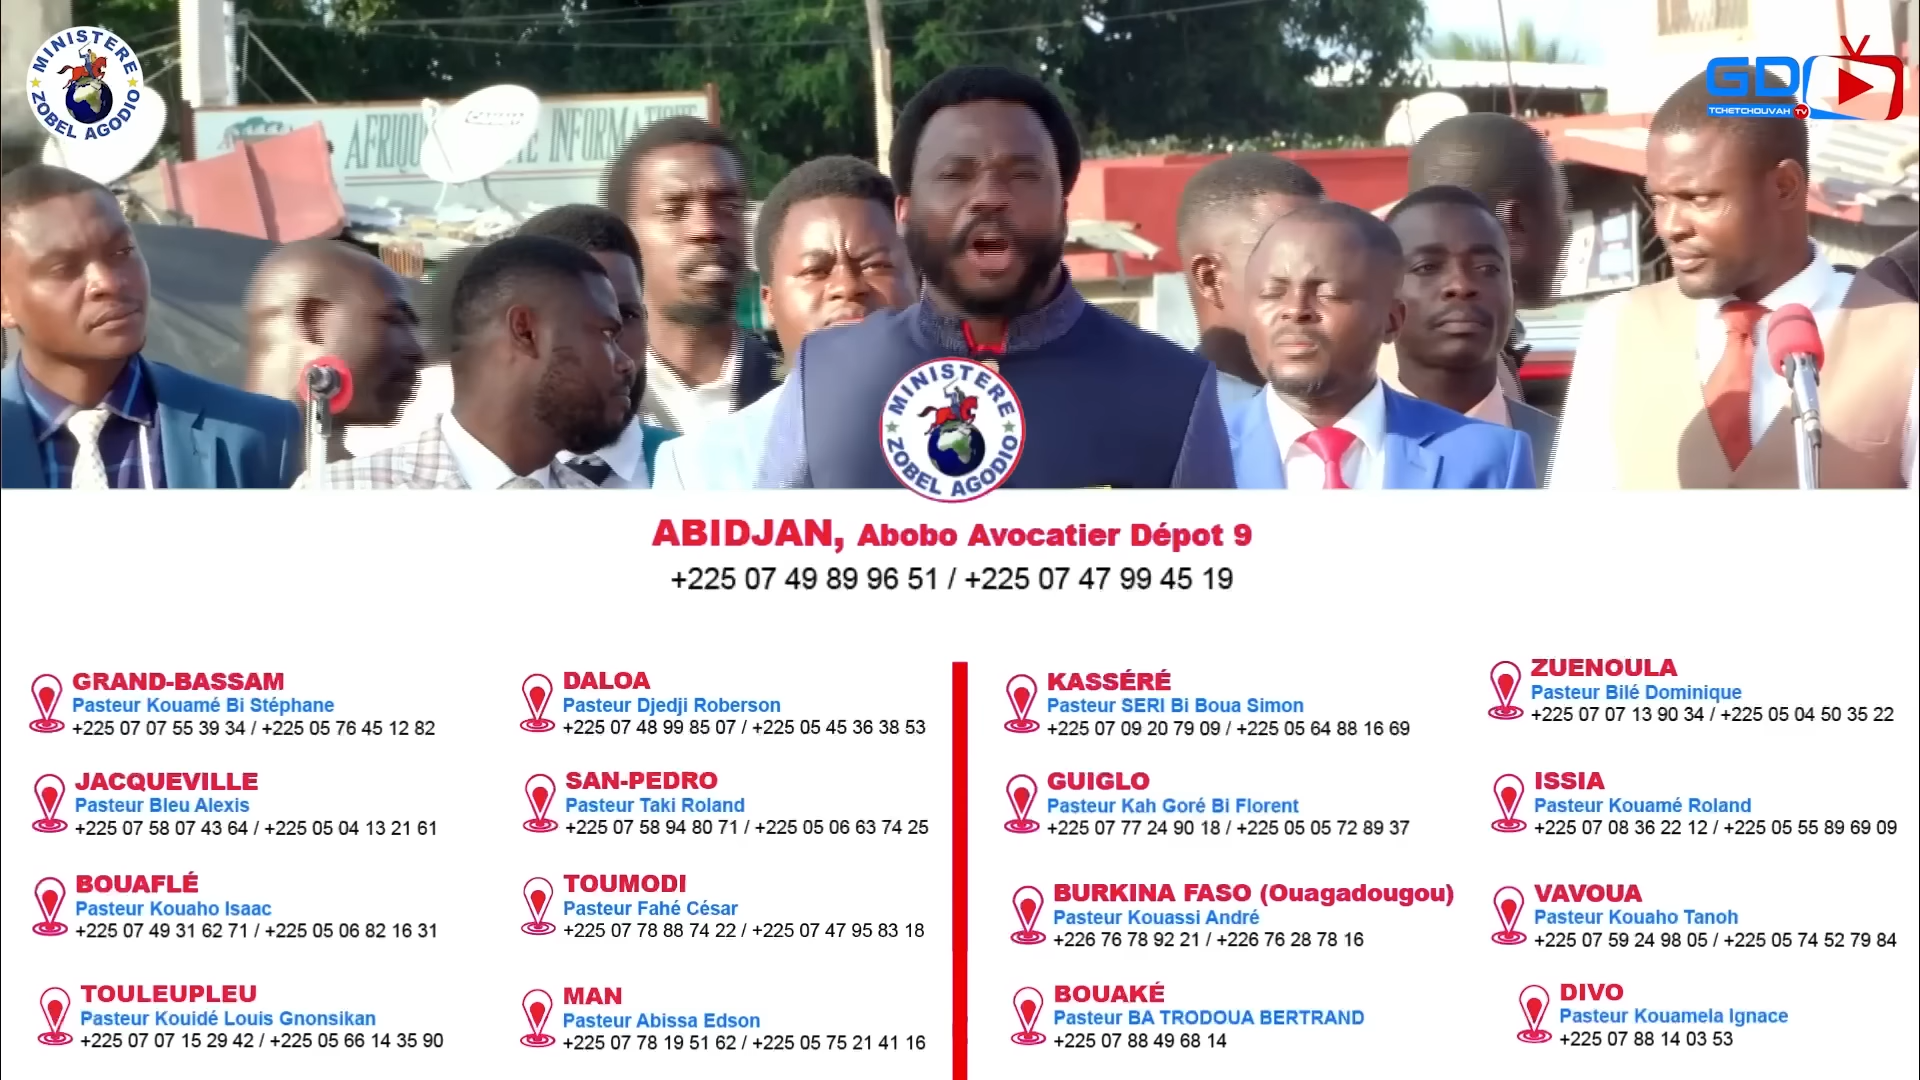 MINISTERE
ZOBEL AGODIO
GD
TCHETCHOUVAH TV
MINISTERE
ZOBEL AGODIO
ABIDJAN, Abobo Avocatier Dépot 9
+225 07 49 89 96 51 / +225 07 47 99 45 19
GRAND-BASSAM
Pasteur Kouamé Bi Stéphane
+225 07 07 55 39 34 / +225 05 76 45 12 82
JACQUEVILLE
Pasteur Bleu Alexis
+225 07 58 07 43 64 / +225 05 04 13 21 61
BOUAFLÉ
Pasteur Kouaho Isaac
+225 07 49 31 62 71 / +225 05 06 82 16 31
TOULEUPLEU
Pasteur Kouidé Louis Gnonsikan
+225 07 07 15 29 42 / +225 05 66 14 35 90
DALOA
Pasteur Djedji Roberson
+225 07 48 99 85 07 / +225 05 45 36 38 53
SAN-PEDRO
Pasteur Taki Roland
+225 07 58 94 80 71 / +225 05 06 63 74 25
TOUMODI
Pasteur Fahé César
+225 07 78 88 74 22 / +225 07 47 95 83 18
MAN
Pasteur Abissa Edson
+225 07 78 19 51 62 / +225 05 75 21 41 16
KASSÉRÉ
Pasteur SERI Bi Boua Simon
+225 07 09 20 79 09 / +225 05 64 88 16 69
GUIGLO
Pasteur Kah Goré Bi Florent
+225 07 77 24 90 18 / +225 05 05 72 89 37
BURKINA FASO (Ouagadougou)
Pasteur Kouassi André
+226 76 78 92 21 / +226 76 28 78 16
BOUAKÉ
Pasteur BA TRODOUA BERTRAND
+225 07 88 49 68 14
ZUENOULA
Pasteur Bilé Dominique
+225 07 07 13 90 34 / +225 05 04 50 35 22
ISSIA
Pasteur Kouamé Roland
+225 07 08 36 22 12 / +225 05 55 89 69 09
VAVOUA
Pasteur Kouaho Tanoh
+225 07 59 24 98 05 / +225 05 74 52 79 84
DIVO
Pasteur Kouamela Ignace
+225 07 88 14 03 53